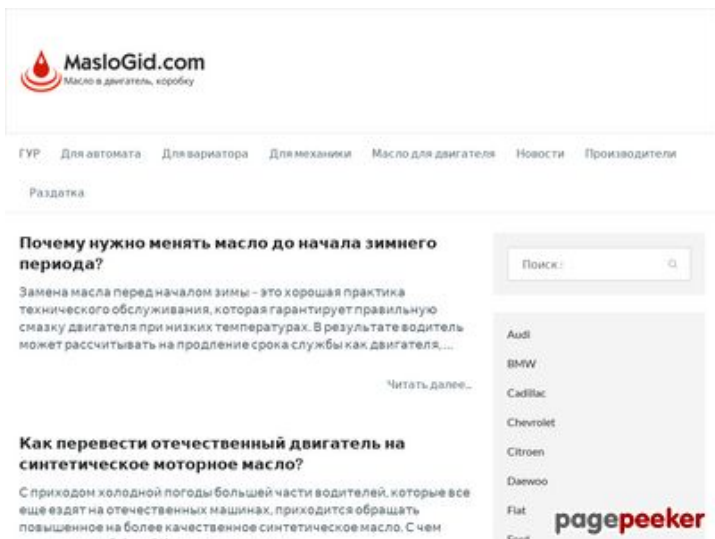 MasloGid.com
Масло в двигатель, коробку
ГУР Для автомата Для вариатора Для механики Масло для двигателя Новости Производители
Раздатка
Почему нужно менять масло до начала зимнего
периода?
Замена масла перед началом зимы – это хорошая практика
технического обслуживания, которая гарантирует правильную
смазку двигателя при низких температурах. В результате водитель
может рассчитывать на продление срока службы как двигателя, ...
Читать далее...
Как перевести отечественный двигатель на
синтетическое моторное масло?
С приходом холодной погоды большей части водителей, которые все
еще ездят на отечественных машинах, приходится обращать
повышенное на более качественное синтетическое масло. С чем
Поиск:
Audi
BMW
Cadillac
Chevrolet
Citroen
Daewoo
Fiat
pagepeeker